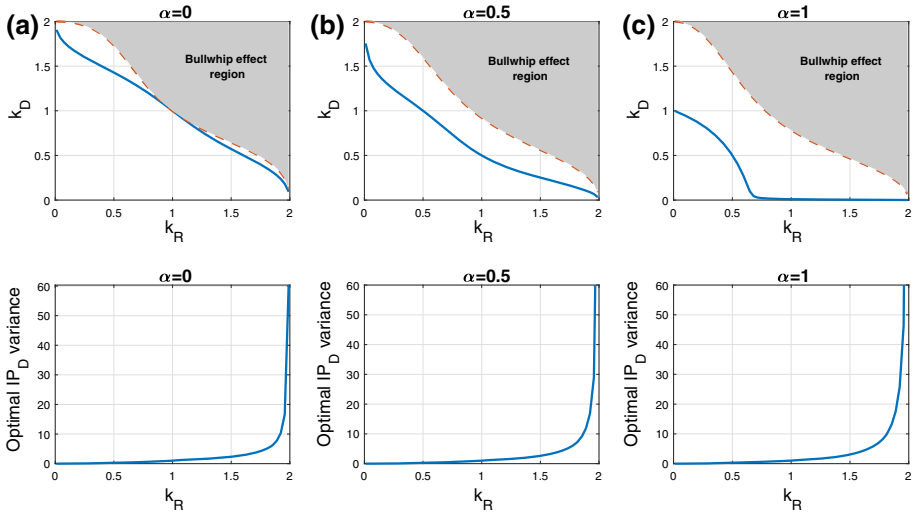 (a)
α=0
Bullwhip effect
region
k_D
2
1.5
1
0.5
0
0 0.5 1 1.5 2
k_R
(b)
α=0.5
Bullwhip effect
region
k_D
2
1.5
1
0.5
0
0 0.5 1 1.5 2
k_R
(c)
α=1
Bullwhip effect
region
k_D
2
1.5
1
0.5
0
0 0.5 1 1.5 2
k_R
α=0
Optimal IP_D variance
60
50
40
30
20
10
0
0 0.5 1 1.5 2
k_R
α=0.5
Optimal IP_D variance
60
50
40
30
20
10
0
0 0.5 1 1.5 2
k_R
α=1
Optimal IP_D variance
60
50
40
30
20
10
0
0 0.5 1 1.5 2
k_R